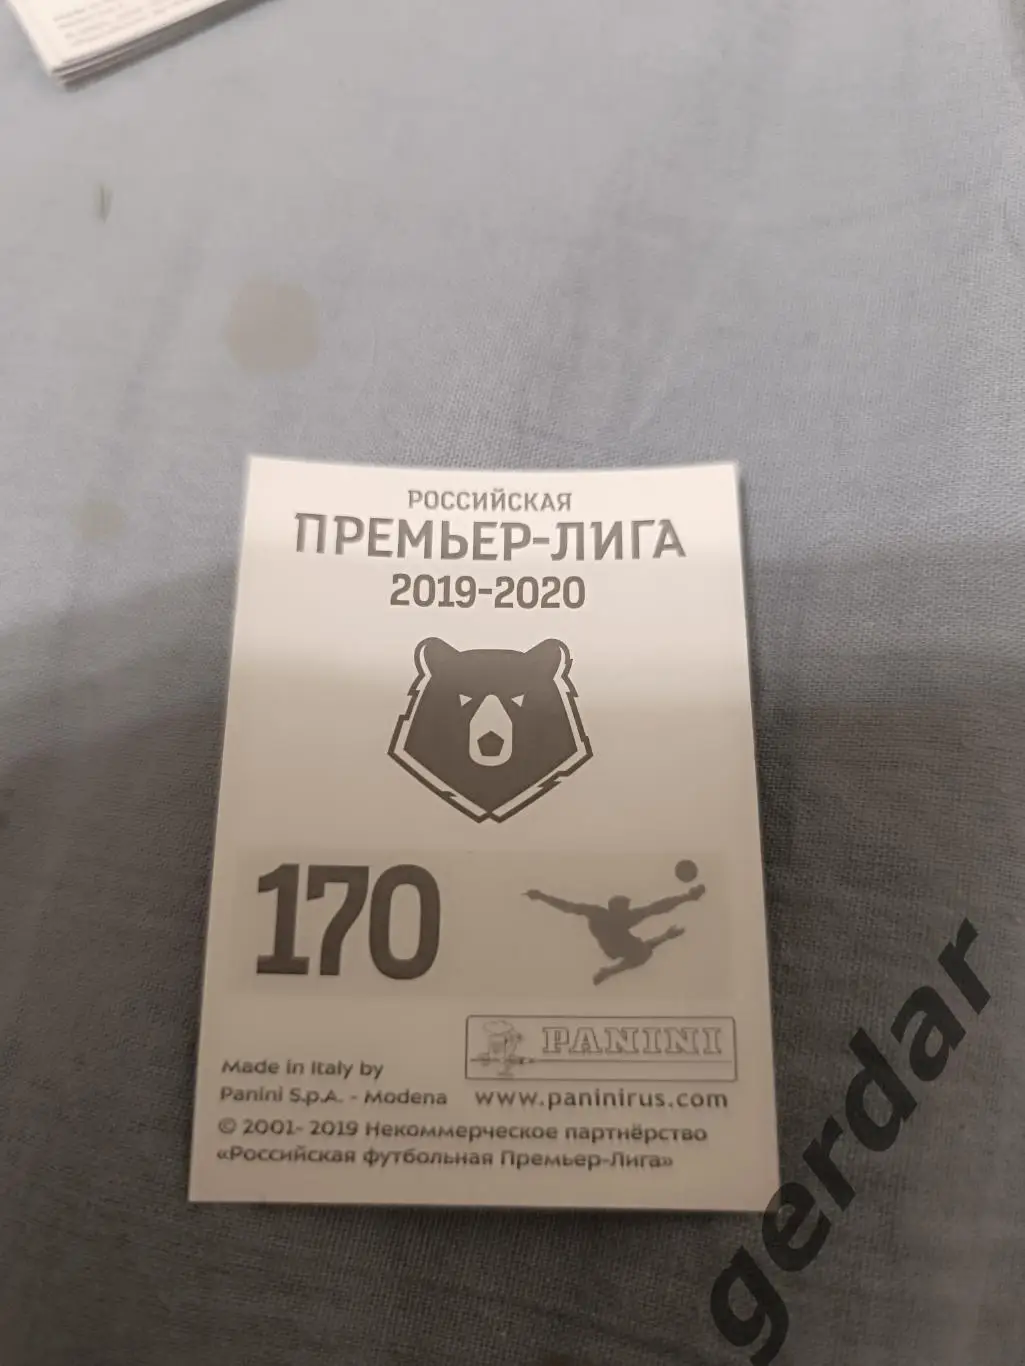 РОССИЙСКАЯ
ПРЕМЬЕР-ЛИГА
2019-2020
170
PANINI
Made in Italy by
Panini S.p.A. - Modena
www.paninirus.com
© 2001- 2019 Некоммерческое партнёрство
«Российская футбольная Премьер-Лига»
gerdar